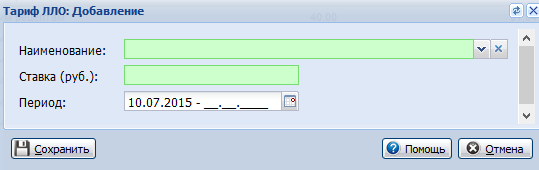 Тариф ЛЛО: Добавление
Наименование:
Ставка (руб.):
Период: 10.07.2015 - __.__.____
Сохранить Помощь Отмена